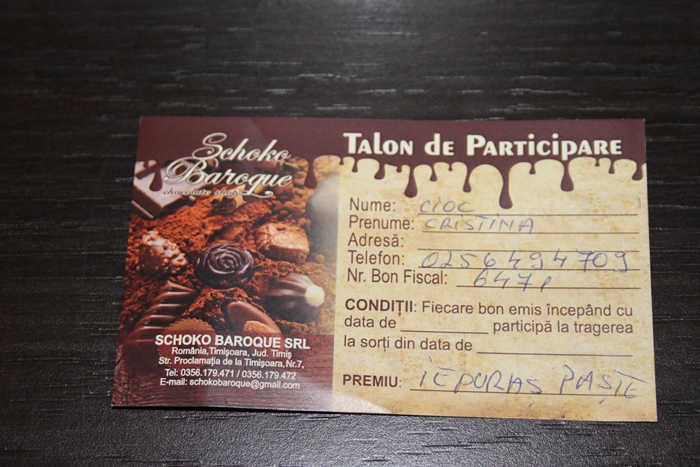 Schoko
Baroque
chocolate shop
SCHOKO BAROQUE SRL
România,Timișoara, Jud. Timiș
Str. Proclamația de la Timișoara, Nr.7,
Tel: 0356.179.471 / 0356.179.472
E-mail: schokobaroque@gmail.com
TALON DE PARTICIPARE
Nume: CIOC
Prenume: CRISTINA
Adresă:
Telefon: 0256494709
Nr. Bon Fiscal:
CONDIȚII: Fiecare bon emis începând cu
data de ____________ participă la tragerea
la sorți din data de
PREMIU: IEPURAȘ PAȘTE